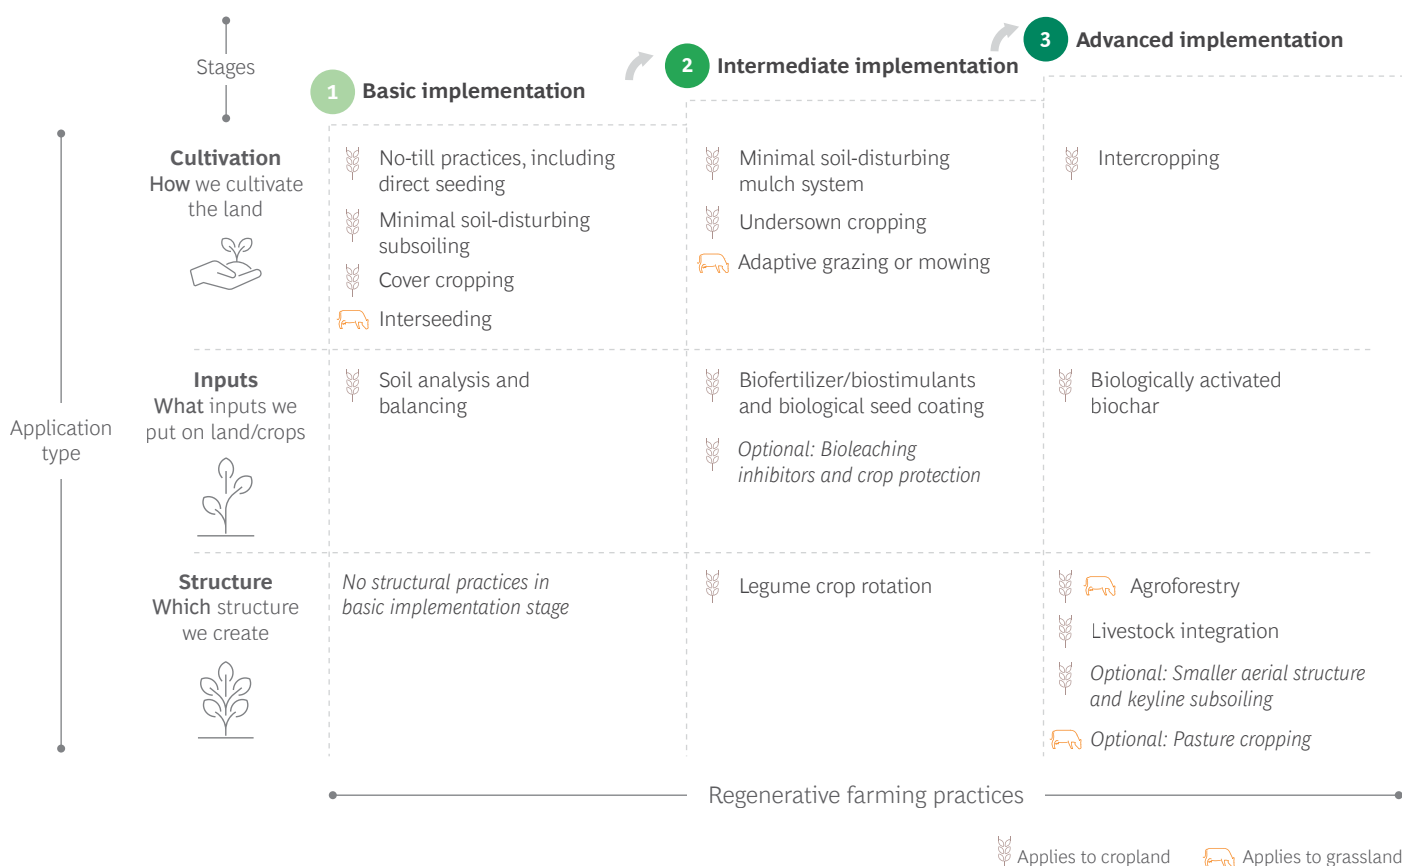 Stages
1 Basic implementation
2 Intermediate implementation
3 Advanced implementation
Application
type
Cultivation
How we cultivate
the land
No-till practices, including
direct seeding
Minimal soil-disturbing
subsoiling
Cover cropping
Interseeding
Minimal soil-disturbing
mulch system
Undersown cropping
Adaptive grazing or mowing
Intercropping
Inputs
What inputs we
put on land/crops
Soil analysis and
balancing
Biofertilizer/biostimulants
and biological seed coating
Optional: Bioleaching
inhibitors and crop protection
Biologically activated
biochar
Structure
Which structure
we create
No structural practices in
basic implementation stage
Legume crop rotation
Agroforestry
Livestock integration
Optional: Smaller aerial structure
and keyline subsoiling
Optional: Pasture cropping
Regenerative farming practices
Applies to cropland
Applies to grassland